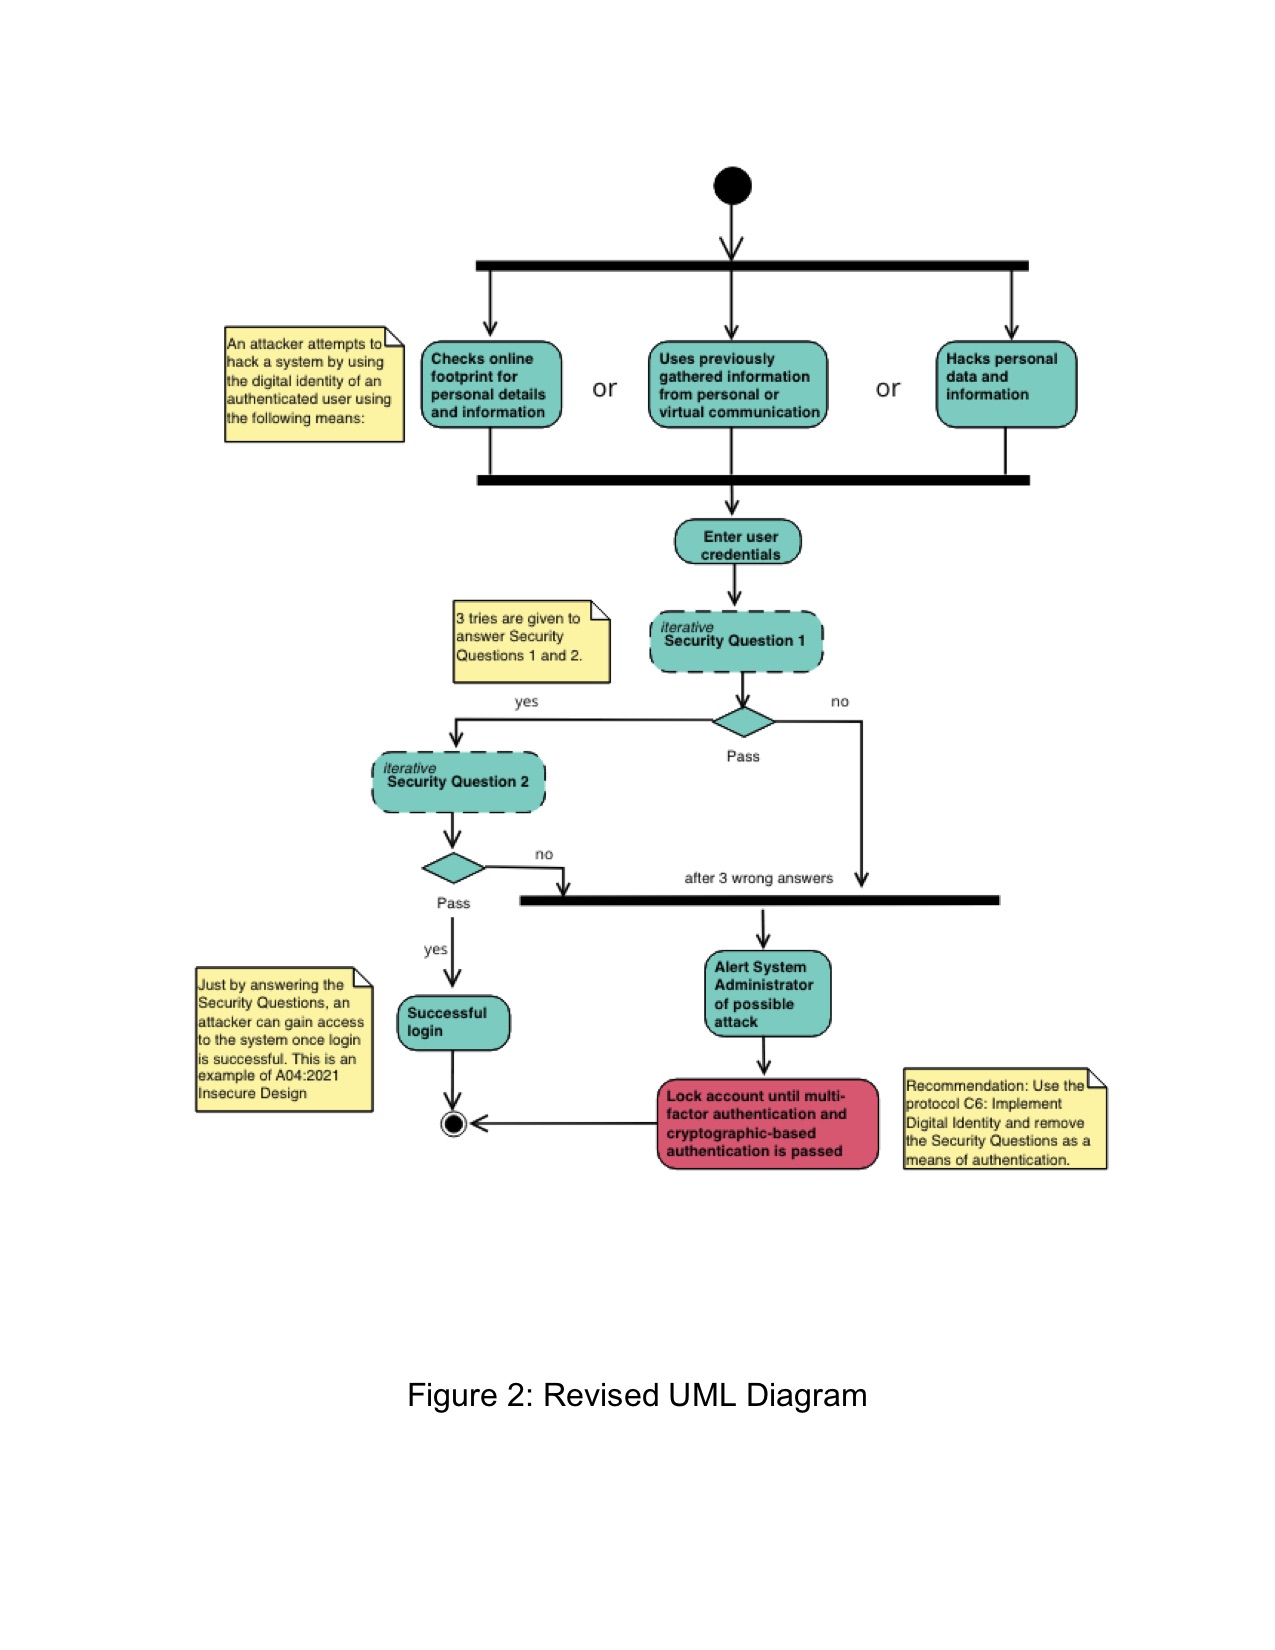 An attacker attempts to
hack a system by using
the digital identity of an
authenticated user using
the following means:
Checks online
footprint for
personal details
and information
or
Uses previously
gathered information
from personal or
virtual communication
or
Hacks personal
data and
information
Enter user
credentials
3 tries are given to
answer Security
Questions 1 and 2.
iterative
Security Question 1
yes
no
Pass
iterative
Security Question 2
no
after 3 wrong answers
Pass
yes
Just by answering the
Security Questions, an
attacker can gain access
to the system once login
is successful. This is an
example of A04:2021
Insecure Design
Successful
login
Alert System
Administrator
of possible
attack
Lock account until multi-
factor authentication and
cryptographic-based
authentication is passed
Recommendation: Use the
protocol C6: Implement
Digital Identity and remove
the Security Questions as a
means of authentication.
Figure 2: Revised UML Diagram